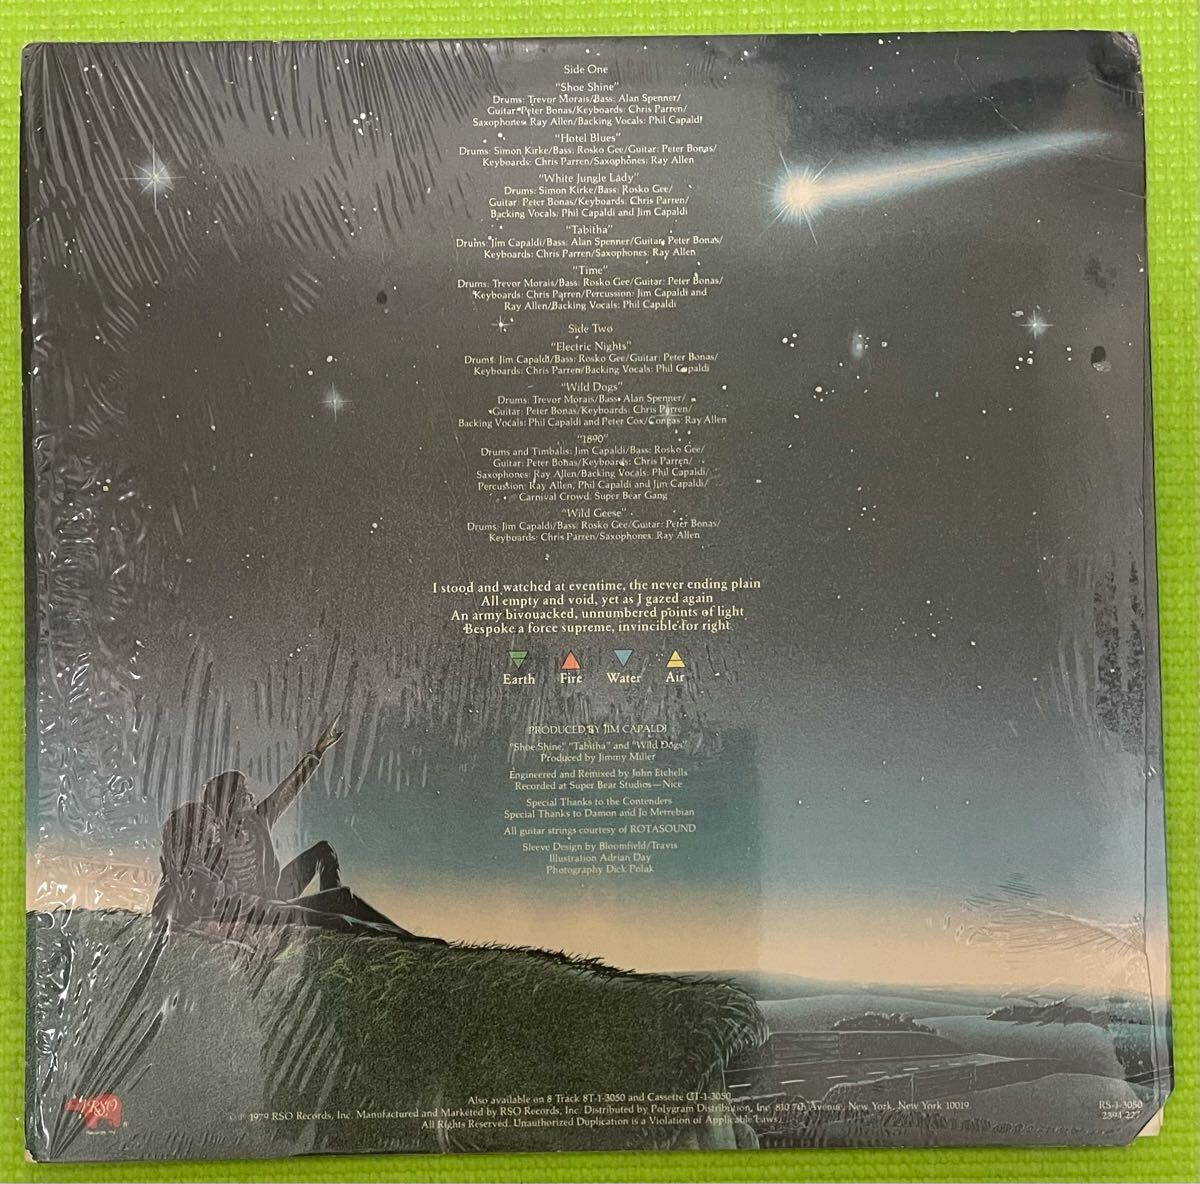 Side One
"Shoe Shine"
Drums: Trevor Morais/Bass: Alan Spenner/
Guitar: Peter Bonas/Keyboards: Chris Parren/
Saxophones: Ray Allen/Backing Vocals: Phil Capaldi
"Hotel Blues"
Drums: Simon Kirke/Bass: Rosko Gee/Guitar: Peter Bonas/
Keyboards: Chris Parren/Saxophones: Ray Allen
"White Jungle Lady"
Drums: Simon Kirke/Bass: Rosko Gee/
Guitar: Peter Bonas/Keyboards: Chris Parren/
Backing Vocals: Phil Capaldi and Jim Capaldi
"Tabitha"
Drums: Jim Capaldi/Bass: Alan Spenner/Guitar: Peter Bonas/
Keyboards: Chris Parren/Saxophones: Ray Allen
"Time"
Drums: Trevor Morais/Bass: Rosko Gee/Guitar: Peter Bonas/
Keyboards: Chris Parren/Percussion: Jim Capaldi and
Ray Allen/Backing Vocals: Phil Capaldi
Side Two
"Electric Nights"
Drums: Jim Capaldi/Bass: Rosko Gee/Guitar: Peter Bonas/
Keyboards: Chris Parren/Backing Vocals: Phil Capaldi
"Wild Dogs"
Drums: Trevor Morais/Bass: Alan Spenner/
Guitar: Peter Bonas/Keyboards: Chris Parren/
Backing Vocals: Phil Capaldi and Peter Cox/Congas: Ray Allen
"1890"
Drums and Timbalis: Jim Capaldi/Bass: Rosko Gee/
Guitar: Peter Bonas/Keyboards: Chris Parren/
Saxophones: Ray Allen/Backing Vocals: Phil Capaldi/
Percussion: Ray Allen, Phil Capaldi and Jim Capaldi/
Carnival Crowd: Super Bear Gang
"Wild Geese"
Drums: Jim Capaldi/Bass: Rosko Gee/Guitar: Peter Bonas/
Keyboards: Chris Parren/Saxophones: Ray Allen
I stood and watched at eventime, the never ending plain
All empty and void, yet as I gazed again
An army bivouacked, unnumbered points of light
Bespoke a force supreme, invincible for right
Earth Fire Water Air
PRODUCED BY JIM CAPALDI
"Shoe Shine," "Tabitha" and "Wild Dogs"
Produced by Jimmy Miller
Engineered and Remixed by John Etchells
Recorded at Super Bear Studios—Nice
Special Thanks to the Contenders
Special Thanks to Damon and Jo Metrebian
All guitar strings courtesy of ROTASOUND
Sleeve Design by Bloomfield/Travis
Illustration Adrian Day
Photography Dick Polak
Also available on 8 Track 8T-1-3050 and Cassette CT-1-3050
℗ 1979 RSO Records, Inc. Manufactured and Marketed by RSO Records, Inc. Distributed by Polygram Distribution, Inc. 810 7th Avenue, New York, New York 10019
All Rights Reserved. Unauthorized Duplication is a Violation of Applicable Laws.
RSO
Records, Inc.
RS-1-3050
2394 227